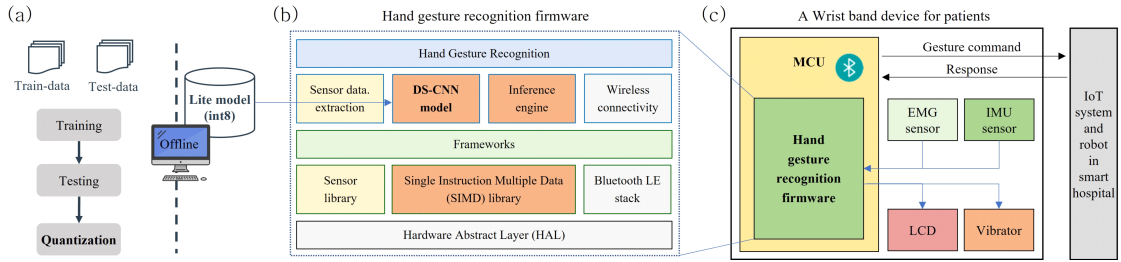 (a)
Train-data
Test-data
Training
Testing
Quantization
Lite model
(int8)
Offline
(b)
Hand gesture recognition firmware
Hand Gesture Recognition
Sensor data.
extraction
DS-CNN
model
Inference
engine
Wireless
connectivity
Frameworks
Sensor
library
Single Instruction Multiple Data
(SIMD) library
Bluetooth LE
stack
Hardware Abstract Layer (HAL)
(c)
A Wrist band device for patients
MCU
Hand
gesture
recognition
firmware
Gesture command
Response
EMG
sensor
IMU
sensor
LCD
Vibrator
IoT
system
and
robot
in
smart
hospital